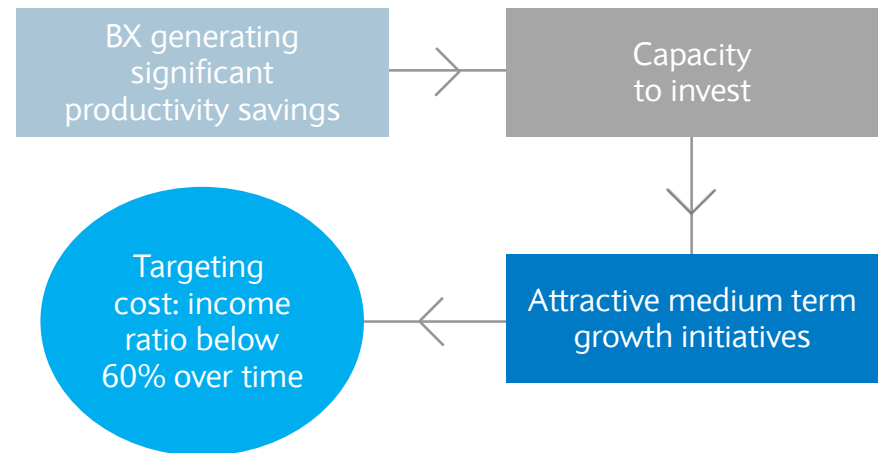 BX generating
significant
productivity savings
Capacity
to invest
Attractive medium term
growth initiatives
Targeting
cost: income
ratio below
60% over time